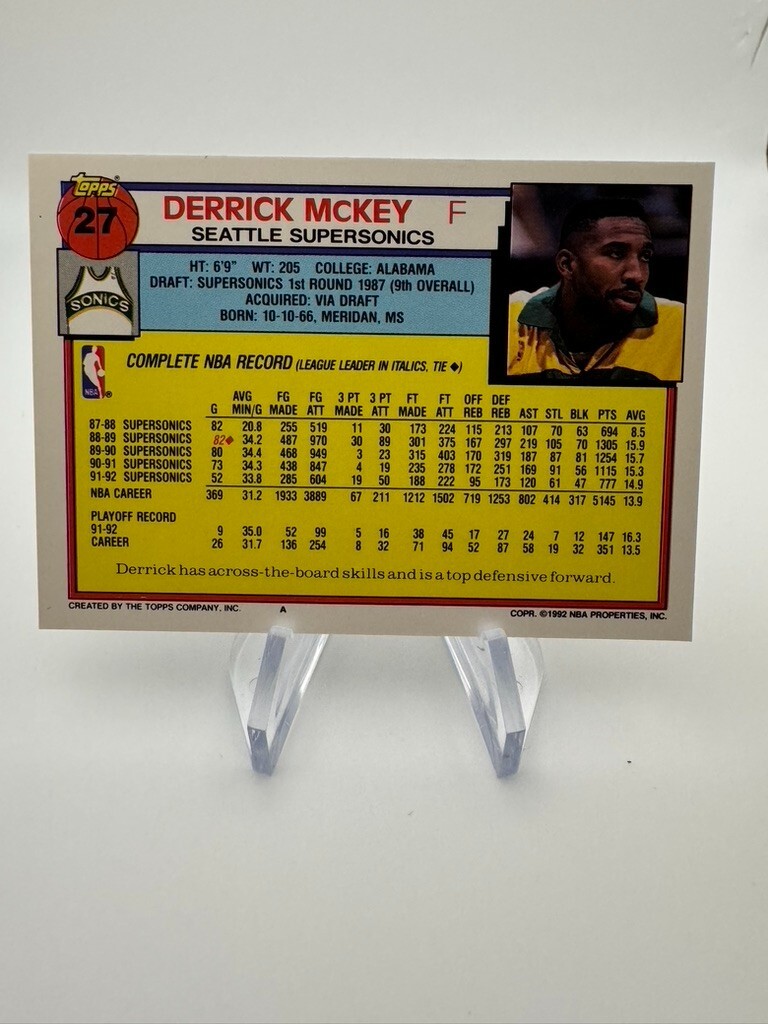 Topps®
27
DERRICK McKEY F
SEATTLE SUPERSONICS
SONICS
HT: 6'9" WT: 205 COLLEGE: ALABAMA
DRAFT: SUPERSONICS 1st ROUND 1987 (9th OVERALL)
ACQUIRED: VIA DRAFT
BORN: 10-10-66, MERIDAN, MS
NBA ®
COMPLETE NBA RECORD (LEAGUE LEADER IN ITALICS, TIE ◆)
AVG FG FG 3 PT 3 PT FT FT OFF DEF
G MIN/G MADE ATT MADE ATT MADE ATT REB REB AST STL BLK PTS AVG
87-88 SUPERSONICS 82 20.8 255 519 11 30 173 224 115 213 107 70 63 694 8.5
88-89 SUPERSONICS 82◆ 34.2 487 970 30 89 301 375 167 297 219 105 70 1305 15.9
89-90 SUPERSONICS 80 34.4 468 949 3 23 315 403 170 319 187 87 81 1254 15.7
90-91 SUPERSONICS 73 34.3 438 847 4 19 235 278 172 251 169 91 56 1115 15.3
91-92 SUPERSONICS 52 33.8 285 604 19 50 188 222 95 173 120 61 47 777 14.9
NBA CAREER 369 31.2 1933 3889 67 211 1212 1502 719 1253 802 414 317 5145 13.9
PLAYOFF RECORD
91-92 9 35.0 52 99 5 16 38 45 17 27 24 7 12 147 16.3
CAREER 26 31.7 136 254 8 32 71 94 52 87 58 19 32 351 13.5
Derrick has across-the-board skills and is a top defensive forward.
CREATED BY THE TOPPS COMPANY, INC. A COPR. ©1992 NBA PROPERTIES, INC.